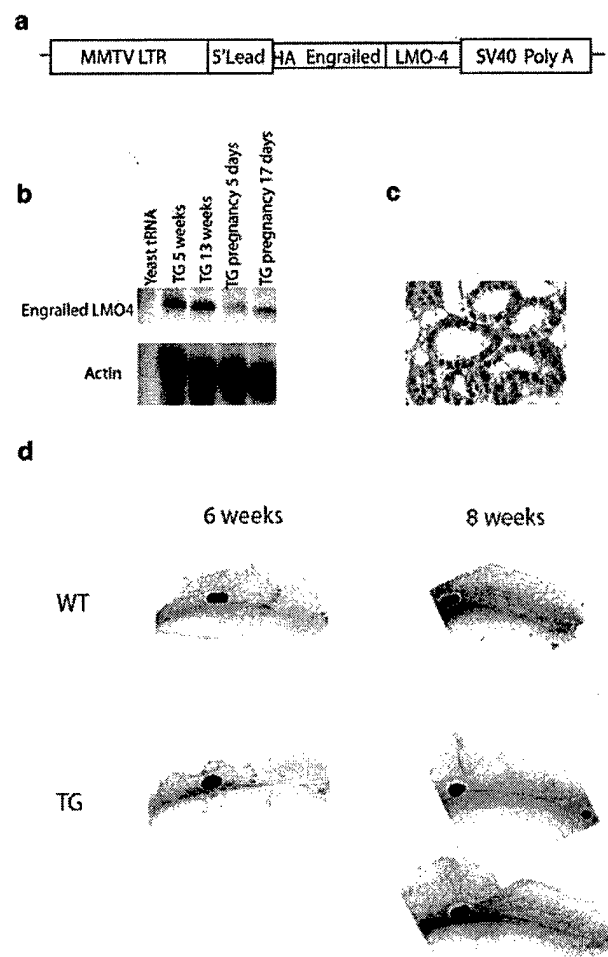 a
MMTV LTR 5'Lead HA Engrailed LMO-4 SV40 Poly A
b
Yeast tRNA
TG 5 weeks
TG 13 weeks
TG pregnancy 5 days
TG pregnancy 17 days
Engrailed LMO4
Actin
c
d
6 weeks 8 weeks
WT
TG